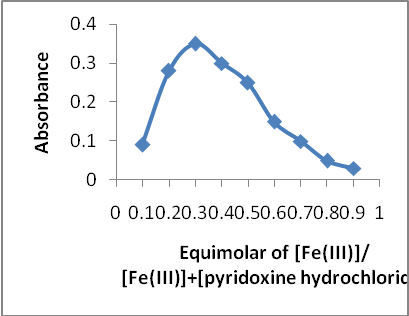 0.4
0.3
0.2
0.1
0
Absorbance
0 0.10.20.30.40.50.60.70.80.9 1
Equimolar of [Fe(III)]/
[Fe(III)]+[pyridoxine hydrochlorid